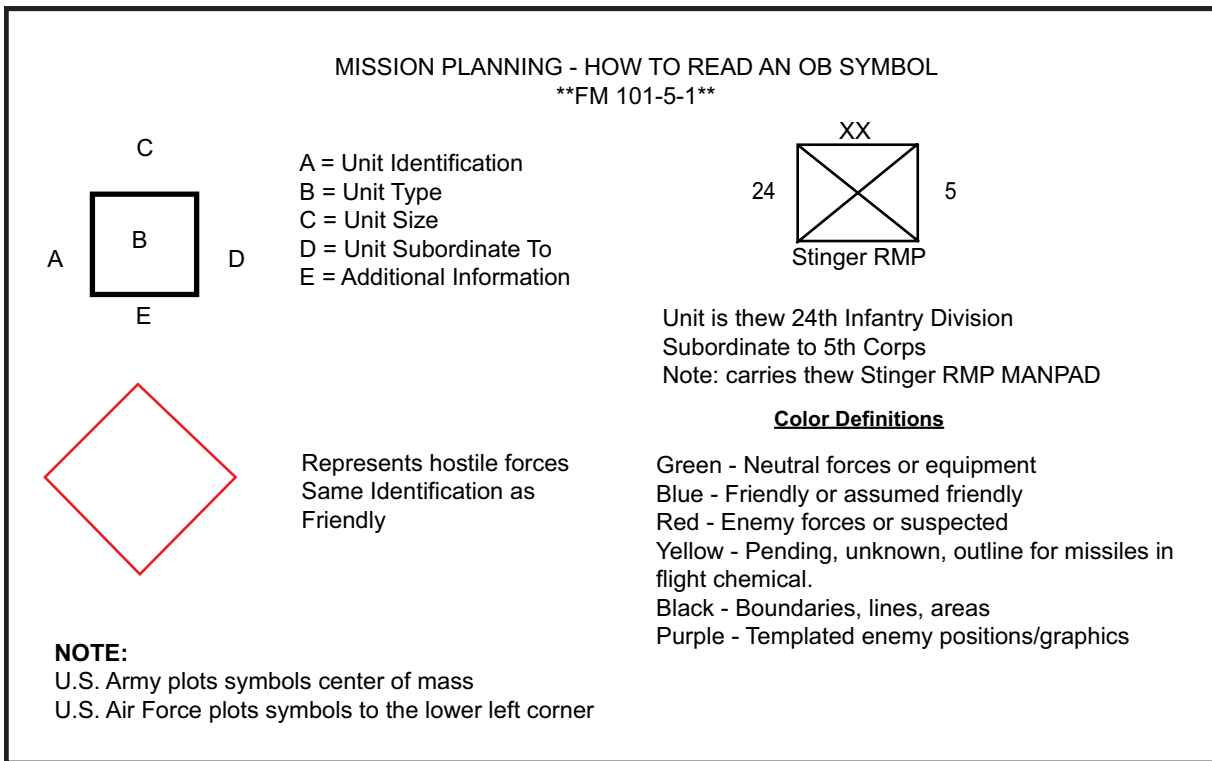 MISSION PLANNING - HOW TO READ AN OB SYMBOL
**FM 101-5-1**
C
A
B
D
E
A = Unit Identification
B = Unit Type
C = Unit Size
D = Unit Subordinate To
E = Additional Information
XX
24
5
Stinger RMP
Unit is thew 24th Infantry Division
Subordinate to 5th Corps
Note: carries thew Stinger RMP MANPAD
Represents hostile forces
Same Identification as
Friendly
Color Definitions
Green - Neutral forces or equipment
Blue - Friendly or assumed friendly
Red - Enemy forces or suspected
Yellow - Pending, unknown, outline for missiles in
flight chemical.
Black - Boundaries, lines, areas
Purple - Templated enemy positions/graphics
NOTE:
U.S. Army plots symbols center of mass
U.S. Air Force plots symbols to the lower left corner